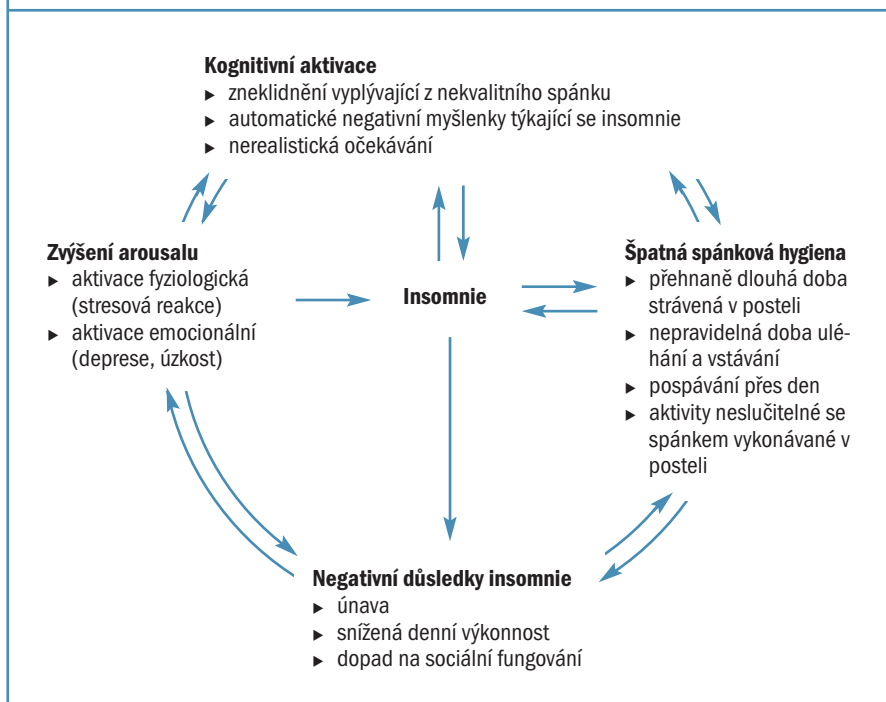 Kognitivní aktivace
▸ zneklidnění vyplývající z nekvalitního spánku
▸ automatické negativní myšlenky týkající se insomnie
▸ nerealistická očekávání
Zvýšení arousalu
▸ aktivace fyziologická
(stresová reakce)
▸ aktivace emocionální
(deprese, úzkost)
Insomnie
Špatná spánková hygiena
▸ přehnaně dlouhá doba
strávená v posteli
▸ nepravidelná doba ulé-
hání a vstávání
▸ pospávání přes den
▸ aktivity neslučitelné se
spánkem vykonávané v
posteli
Negativní důsledky insomnie
▸ únava
▸ snížená denní výkonnost
▸ dopad na sociální fungování